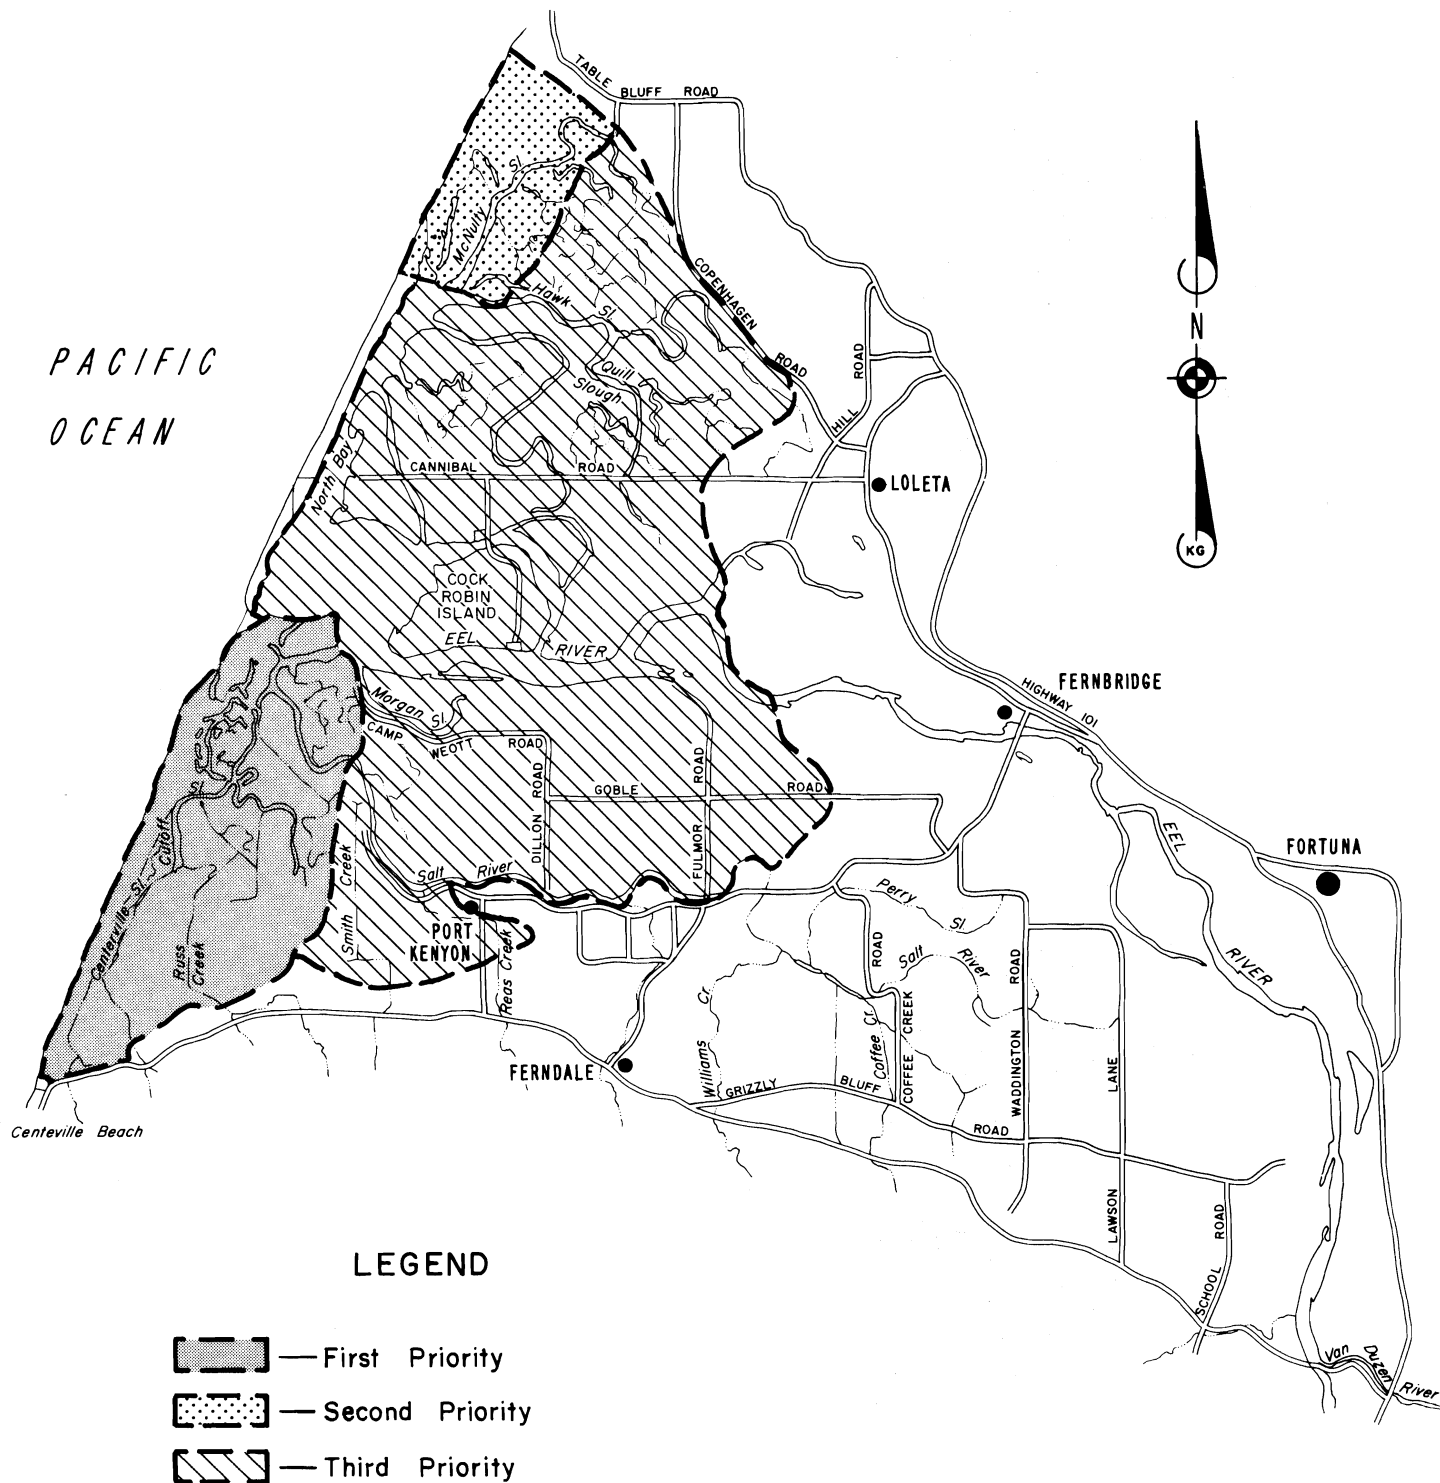 TABLE
BLUFF ROAD
Sl.
McNulty
COPENHAGEN
ROAD
Hawk Sl.
N
PACIFIC
OCEAN
Quill
Slough
ROAD
HILL
North Bay
CANNIBAL ROAD
LOLETA
KG
COCK
ROBIN
ISLAND
EEL RIVER
FERNBRIDGE
HIGHWAY 101
Morgan Sl.
CAMP WEOTT ROAD
DILLON ROAD
GOBLE ROAD
FULMOR ROAD
Sl.
Cutoff
Centerville Sl.
EEL
RIVER
FORTUNA
Salt River
Smith Creek
PORT
KENYON
Russ
Creek
Reas Creek
Perry Sl.
Salt River
ROAD
COFFEE CREEK
WADDINGTON ROAD
Williams Cr.
Coffee Cr.
FERNDALE
GRIZZLY BLUFF ROAD
LAWSON LANE
Centeville Beach
SCHOOL ROAD
Van Duzen River
LEGEND
First Priority
Second Priority
Third Priority